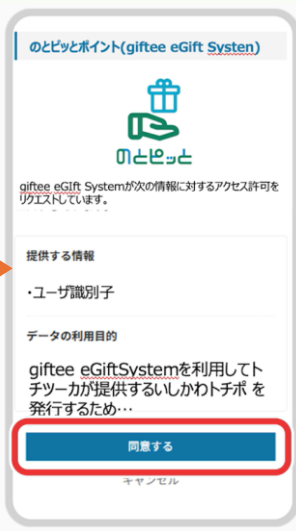 のとピッとポイント(giftee eGift Systen)
のとピっと
giftee eGIft Systemが次の情報に対するアクセス許可を
リクエストしています。
提供する情報
・ユーザ識別子
データの利用目的
giftee eGiftSystemを利用してト
チツーカが提供するいしかわトチポ を
発行するため…
同意する
キャンセル